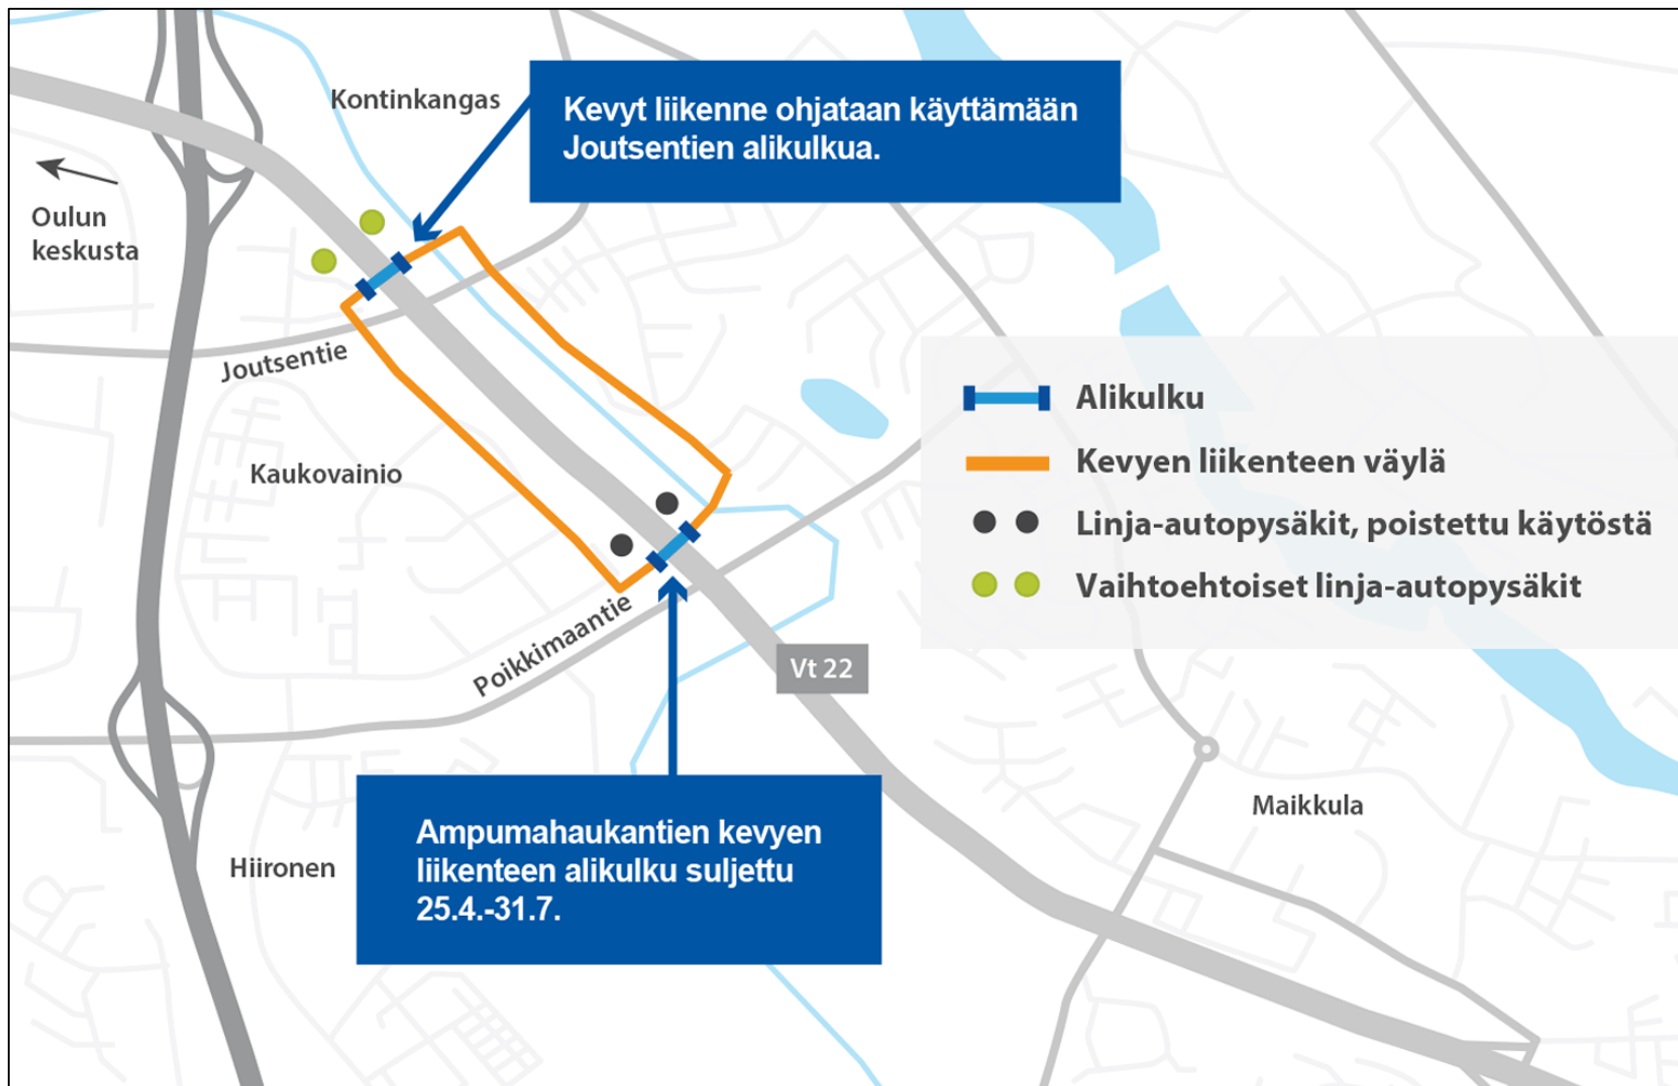 Kontinkangas
Kevyt liikenne ohjataan käyttämään
Joutsentien alikulkua.
Oulun
keskusta
Joutsentie
Kaukovainio
Alikulku
Kevyen liikenteen väylä
Linja-autopysäkit, poistettu käytöstä
Vaihtoehtoiset linja-autopysäkit
Poikkimaantie
Vt 22
Maikkula
Ampumahaukantien kevyen
liikenteen alikulku suljettu
25.4.-31.7.
Hiironen